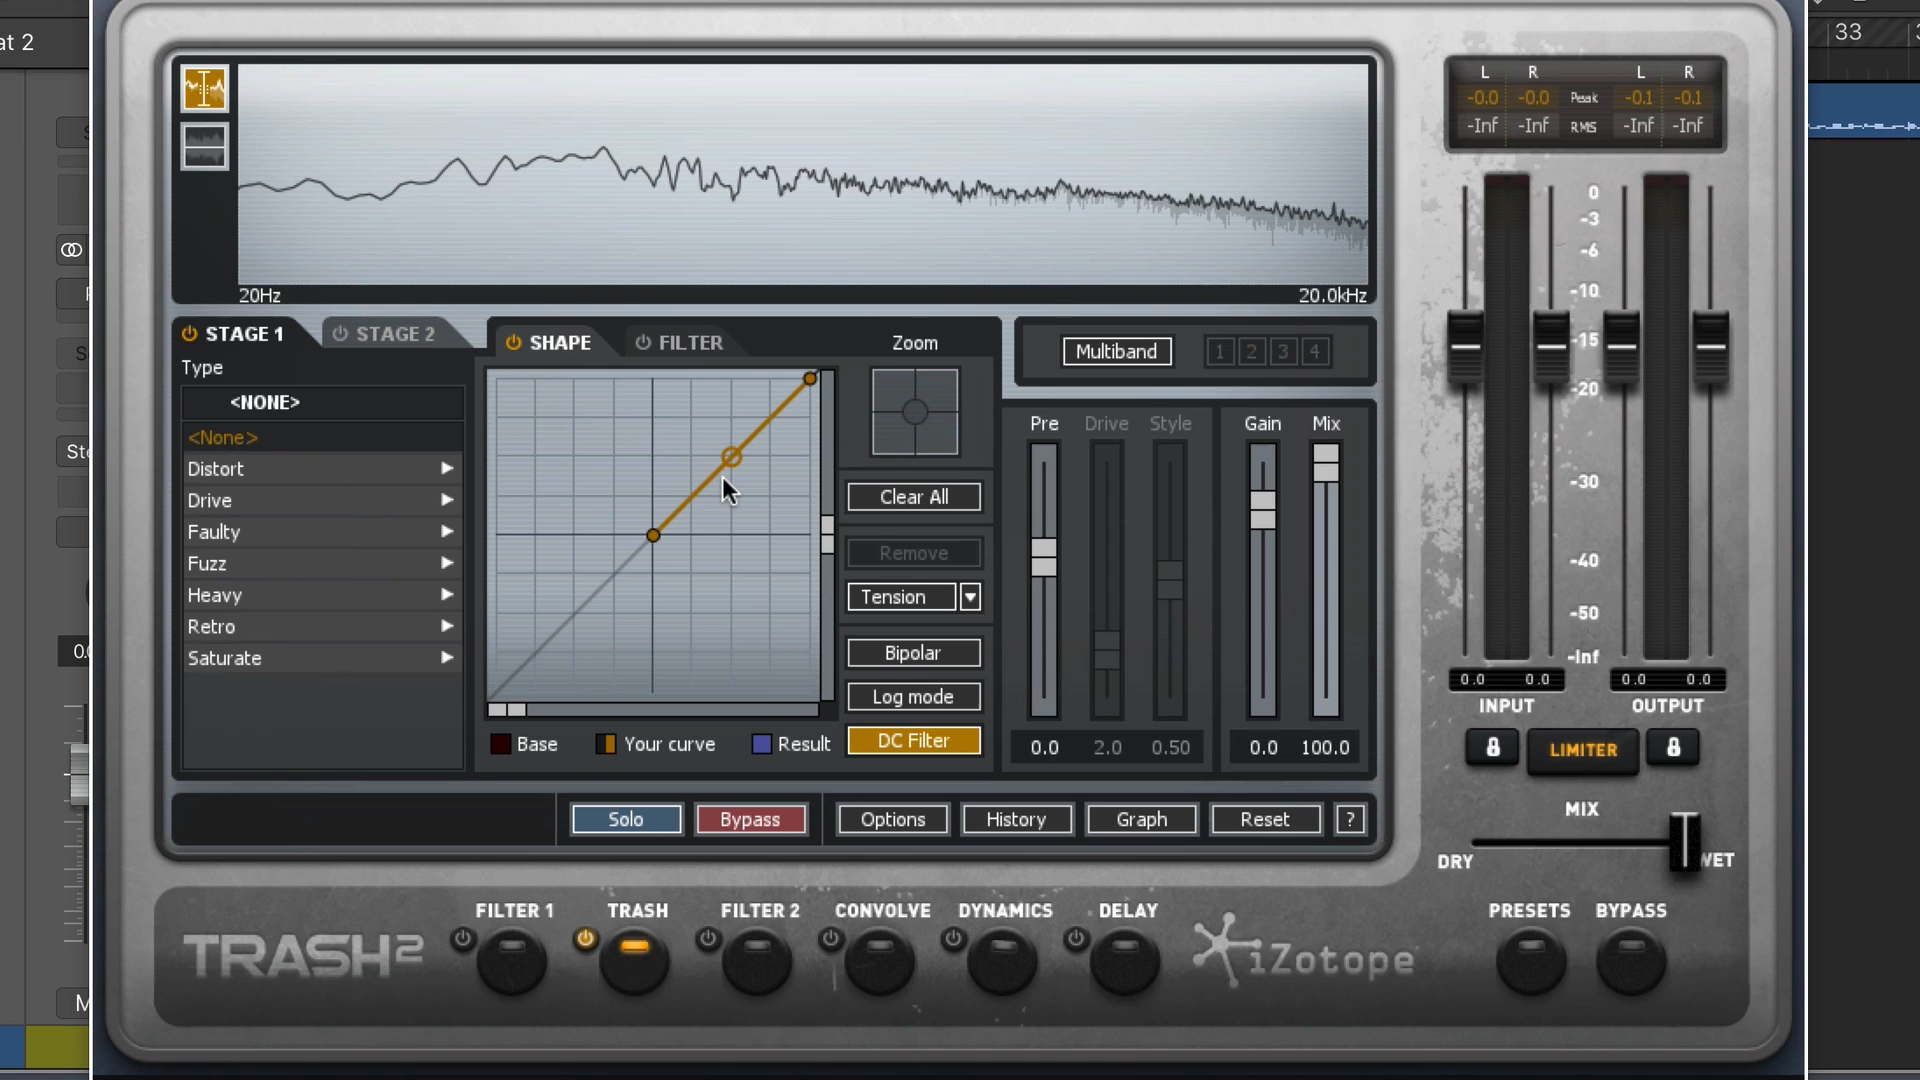 at 2
33
L R L R
-0.0 -0.0 Peak -0.1 -0.1
-Inf -Inf RMS -Inf -Inf
20Hz
20.0kHz
STAGE 1
STAGE 2
SHAPE
FILTER
Zoom
Multiband
1 2 3 4
Type
<NONE>
<None>
Distort
Drive
Faulty
Fuzz
Heavy
Retro
Saturate
Clear All
Remove
Tension
Bipolar
Log mode
DC Filter
Base
Your curve
Result
Pre Drive Style Gain Mix
0.0 2.0 0.50 0.0 100.0
0
-3
-6
-10
-15
-20
-30
-40
-50
-Inf
0.0 0.0 0.0 0.0
INPUT OUTPUT
LIMITER
MIX
DRY WET
Solo
Bypass
Options
History
Graph
Reset
?
FILTER 1
TRASH
FILTER 2
CONVOLVE
DYNAMICS
DELAY
PRESETS
BYPASS
TRASH2
iZotope
Ste
0.0
M